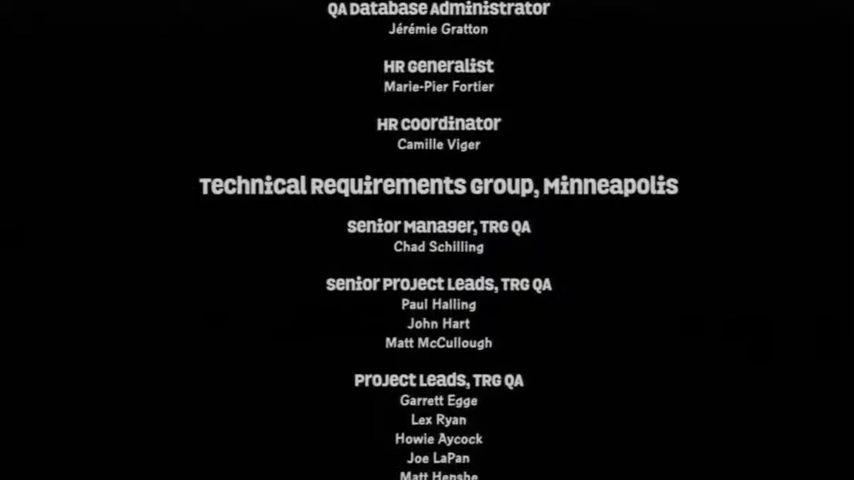 QA Database Administrator
Jérémie Gratton
HR Generalist
Marie-Pier Fortier
HR Coordinator
Camille Viger
Technical Requirements Group, Minneapolis
Senior Manager, TRG QA
Chad Schilling
Senior Project Leads, TRG QA
Paul Halling
John Hart
Matt McCullough
Project Leads, TRG QA
Garrett Egge
Lex Ryan
Howie Aycock
Joe LaPan
Matt